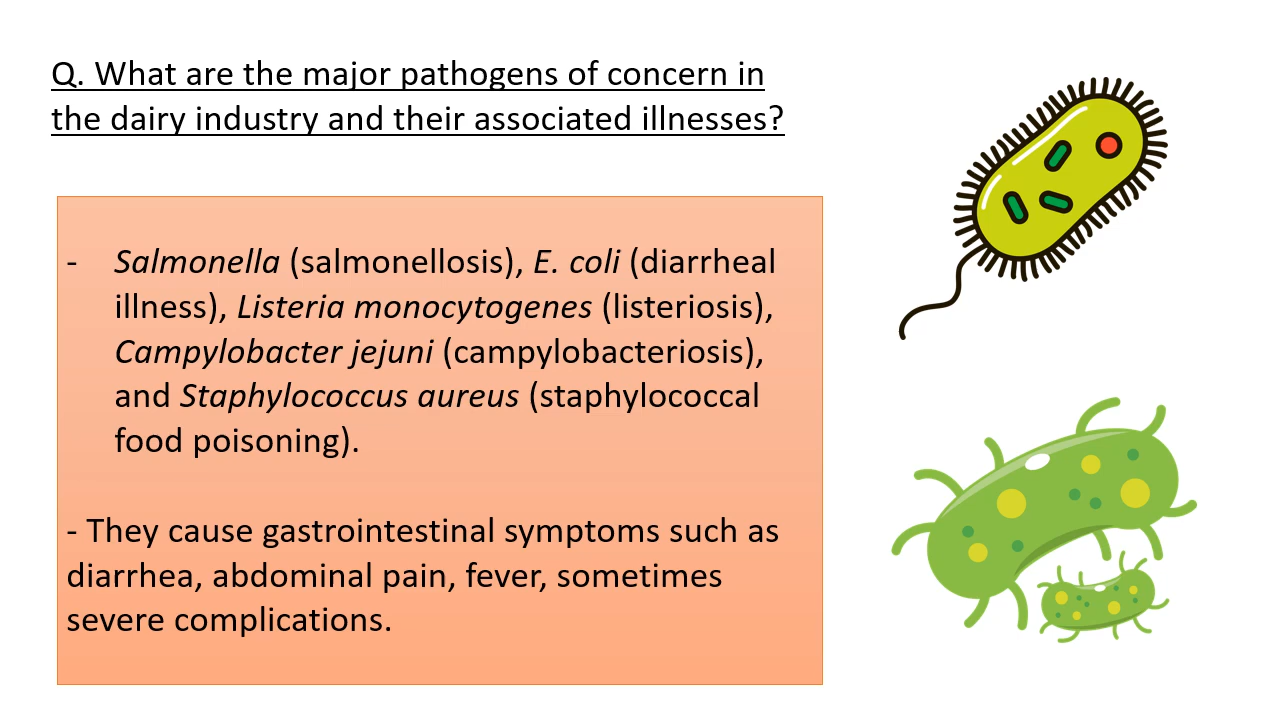 Q. What are the major pathogens of concern in
the dairy industry and their associated illnesses?
- Salmonella (salmonellosis), E. coli (diarrheal
illness), Listeria monocytogenes (listeriosis),
Campylobacter jejuni (campylobacteriosis),
and Staphylococcus aureus (staphylococcal
food poisoning).
- They cause gastrointestinal symptoms such as
diarrhea, abdominal pain, fever, sometimes
severe complications.